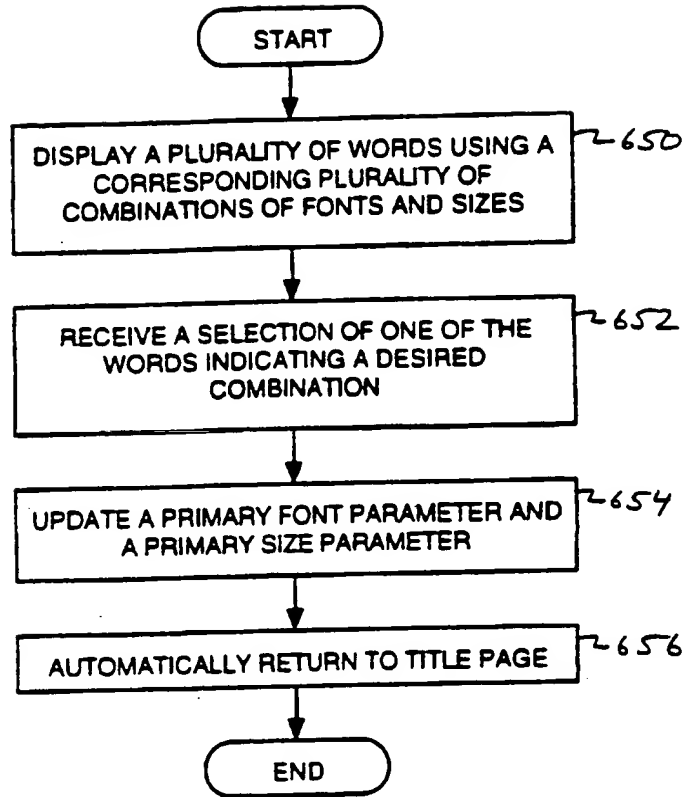 START
DISPLAY A PLURALITY OF WORDS USING A
CORRESPONDING PLURALITY OF
COMBINATIONS OF FONTS AND SIZES
650
RECEIVE A SELECTION OF ONE OF THE
WORDS INDICATING A DESIRED
COMBINATION
652
UPDATE A PRIMARY FONT PARAMETER AND
A PRIMARY SIZE PARAMETER
654
AUTOMATICALLY RETURN TO TITLE PAGE
656
END